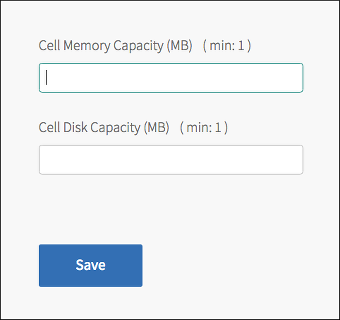 Cell Memory Capacity (MB) ( min: 1 )
Cell Disk Capacity (MB) ( min: 1 )
Save